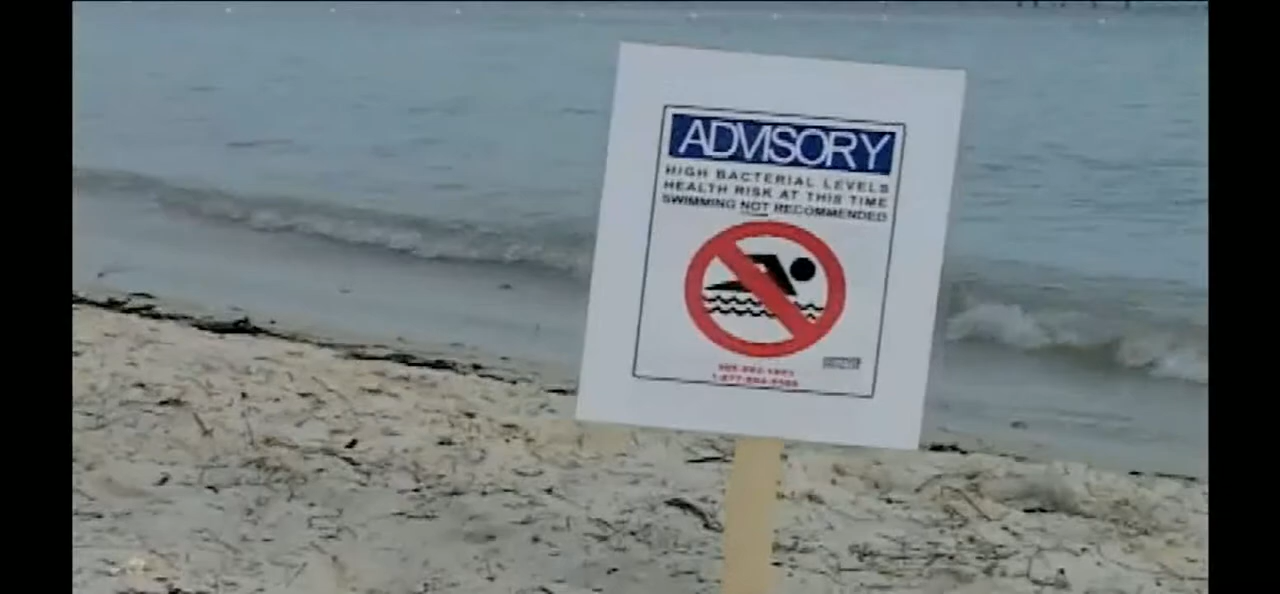 ADVISORY
HIGH BACTERIAL LEVELS
HEALTH RISK AT THIS TIME
SWIMMING NOT RECOMMENDED